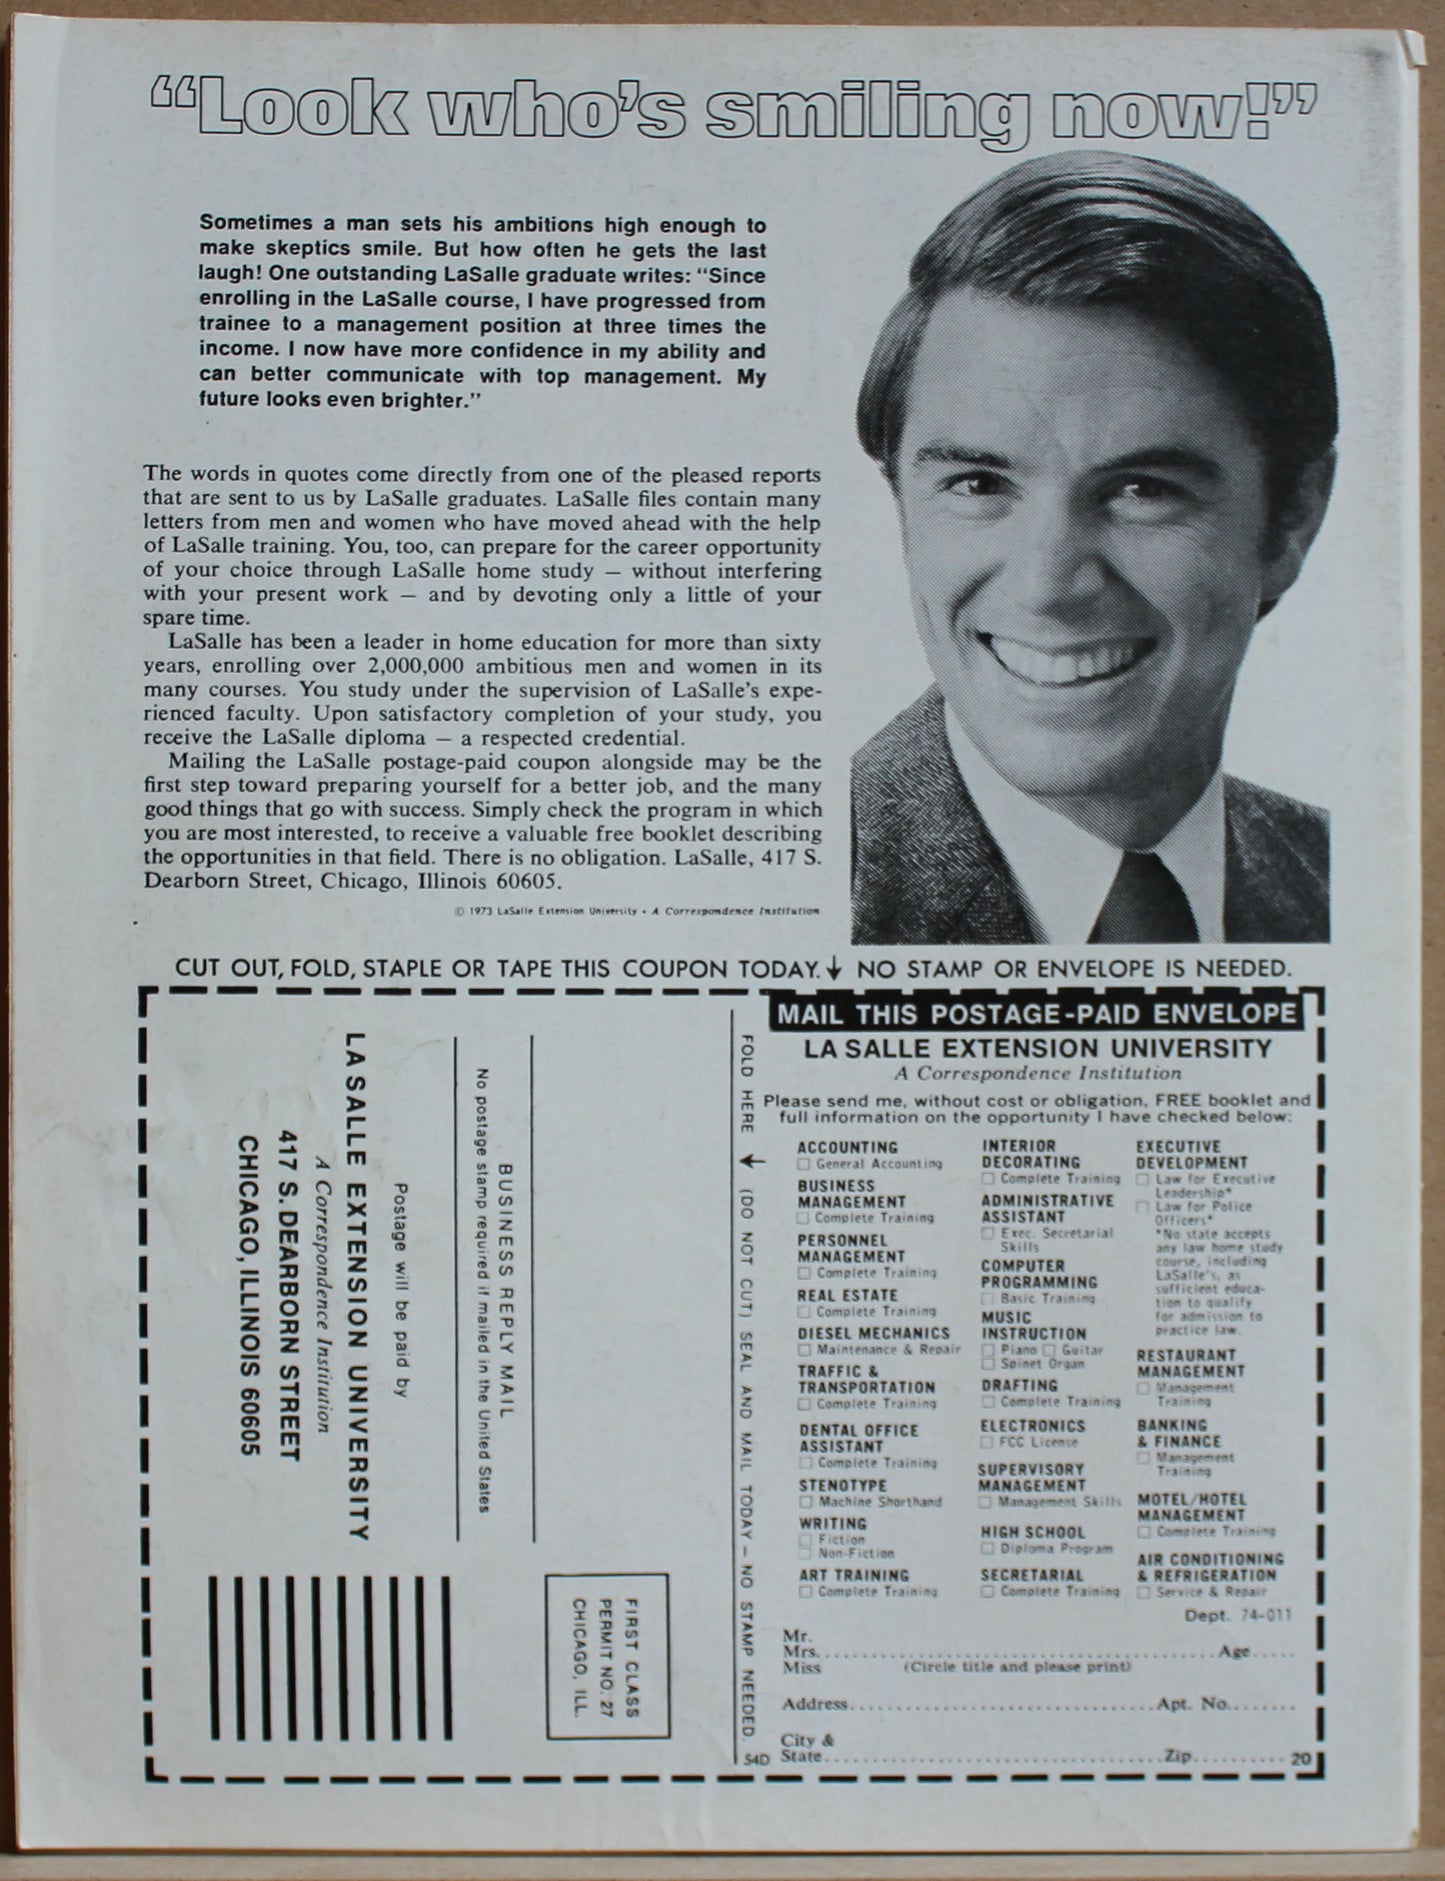 “Look who's smiling now!”
Sometimes a man sets his ambitions high enough to
make skeptics smile. But how often he gets the last
laugh! One outstanding LaSalle graduate writes: “Since
enrolling in the LaSalle course, I have progressed from
trainee to a management position at three times the
income. I now have more confidence in my ability and
can better communicate with top management. My
future looks even brighter.”
The words in quotes come directly from one of the pleased reports
that are sent to us by LaSalle graduates. LaSalle files contain many
letters from men and women who have moved ahead with the help
of LaSalle training. You, too, can prepare for the career opportunity
of your choice through LaSalle home study — without interfering
with your present work — and by devoting only a little of your
spare time.
LaSalle has been a leader in home education for more than sixty
years, enrolling over 2,000,000 ambitious men and women in its
many courses. You study under the supervision of LaSalle's expe-
rienced faculty. Upon satisfactory completion of your study, you
receive the LaSalle diploma — a respected credential.
Mailing the LaSalle postage-paid coupon alongside may be the
first step toward preparing yourself for a better job, and the many
good things that go with success. Simply check the program in which
you are most interested, to receive a valuable free booklet describing
the opportunities in that field. There is no obligation. LaSalle, 417 S.
Dearborn Street, Chicago, Illinois 60605.
© 1973 LaSalle Extension University • A Correspondence Institution
CUT OUT, FOLD, STAPLE OR TAPE THIS COUPON TODAY. ↓ NO STAMP OR ENVELOPE IS NEEDED.
FIRST CLASS
PERMIT NO. 27
CHICAGO, ILL.
BUSINESS REPLY MAIL
No postage stamp required if mailed in the United States
Postage will be paid by
LA SALLE EXTENSION UNIVERSITY
A Correspondence Institution
417 S. DEARBORN STREET
CHICAGO, ILLINOIS 60605
FOLD HERE ↓ (DO NOT CUT) SEAL AND MAIL TODAY — NO STAMP NEEDED.
MAIL THIS POSTAGE-PAID ENVELOPE
LA SALLE EXTENSION UNIVERSITY
A Correspondence Institution
Please send me, without cost or obligation, FREE booklet and
full information on the opportunity I have checked below:
ACCOUNTING
☐ General Accounting
BUSINESS
MANAGEMENT
☐ Complete Training
PERSONNEL
MANAGEMENT
☐ Complete Training
REAL ESTATE
☐ Complete Training
DIESEL MECHANICS
☐ Maintenance & Repair
TRAFFIC &
TRANSPORTATION
☐ Complete Training
DENTAL OFFICE
ASSISTANT
☐ Complete Training
STENOTYPE
☐ Machine Shorthand
WRITING
☐ Fiction
☐ Non-Fiction
ART TRAINING
☐ Complete Training
INTERIOR
DECORATING
☐ Complete Training
ADMINISTRATIVE
ASSISTANT
☐ Exec. Secretarial
Skills
COMPUTER
PROGRAMMING
☐ Basic Training
MUSIC
INSTRUCTION
☐ Piano ☐ Guitar
☐ Spinet Organ
DRAFTING
☐ Complete Training
ELECTRONICS
☐ FCC License
SUPERVISORY
MANAGEMENT
☐ Management Skills
HIGH SCHOOL
☐ Diploma Program
SECRETARIAL
☐ Complete Training
EXECUTIVE
DEVELOPMENT
☐ Law for Executive
Leadership*
☐ Law for Police
Officers*
*No state accepts
any law home study
course, including
LaSalle's, as
sufficient educa-
tion to qualify
for admission to
practice law.
RESTAURANT
MANAGEMENT
☐ Management
Training
BANKING
& FINANCE
☐ Management
Training
MOTEL/HOTEL
MANAGEMENT
☐ Complete Training
AIR CONDITIONING
& REFRIGERATION
☐ Service & Repair
Dept. 74-011
Mr.
Mrs. Age
Miss (Circle title and please print)
Address Apt. No.
City &
State Zip 20
54D